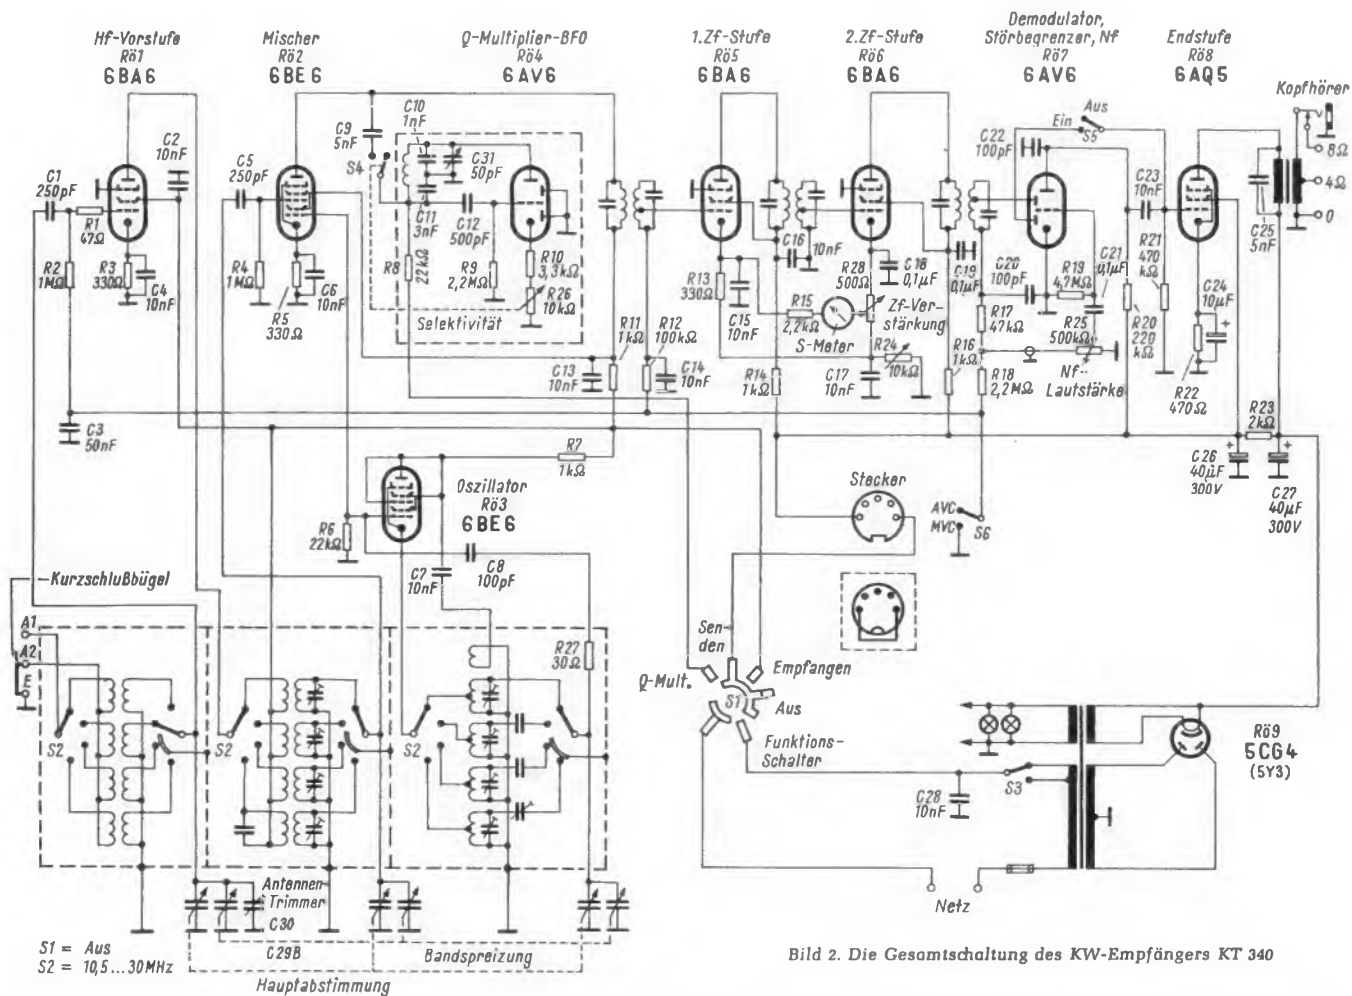 Hf-Vorstufe
Rö1
6BA6
Mischer
Rö2
6BE6
Q-Multiplier-BFO
Rö4
6AV6
1.Zf-Stufe
Rö5
6BA6
2.Zf-Stufe
Rö6
6BA6
Demodulator,
Störbegrenzer, Nf
Rö7
6AV6
Endstufe
Rö8
6AQ5
Kopfhörer
8Ω
4Ω
0
C1
250pF
R1
47Ω
C2
10nF
R2
1MΩ
R3
330Ω
C4
10nF
C5
250pF
R4
1MΩ
R5
330Ω
C6
10nF
C9
5nF
S4
C10
1nF
C31
50pF
C11
3nF
C12
500pF
R8
22kΩ
R9
2,2MΩ
R10
3,3kΩ
R26
10kΩ
Selektivität
C13
10nF
R11
1kΩ
R12
100kΩ
C14
10nF
R13
330Ω
C15
10nF
R15
2,2kΩ
S-Meter
R14
1kΩ
C16
10nF
R28
500Ω
Zf-Ver-
stärkung
R24
10kΩ
C17
10nF
C18
0,1µF
C19
0,1µF
R16
1kΩ
R17
47kΩ
R18
2,2MΩ
C20
100pF
R19
4,7MΩ
C21
0,1µF
R25
500kΩ
Nf-
Lautstärke
C22
100pF
Ein
Aus
S5
C23
10nF
R20
220
kΩ
R21
470
kΩ
R22
470Ω
C24
10µF
+
C25
5nF
R23
2kΩ
+
C26
40µF
300V
+
C27
40µF
300V
C3
50nF
R7
1kΩ
Oszillator
Rö3
6BE6
R6
22kΩ
C7
10nF
C8
100pF
R27
30Ω
Stecker
AVC
MVC
S6
Kurzschlußbügel
A1
A2
E
S2
S2
S2
Sen-
den
Q-Mult.
Empfangen
S1
Aus
Funktions-
Schalter
C28
10nF
S3
Rö9
5CG4
(5Y3)
Netz
Antennen-
Trimmer
C30
C29B
Bandspreizung
Hauptabstimmung
S1 = Aus
S2 = 10,5...30MHz
Bild 2. Die Gesamtschaltung des KW-Empfängers KT 340